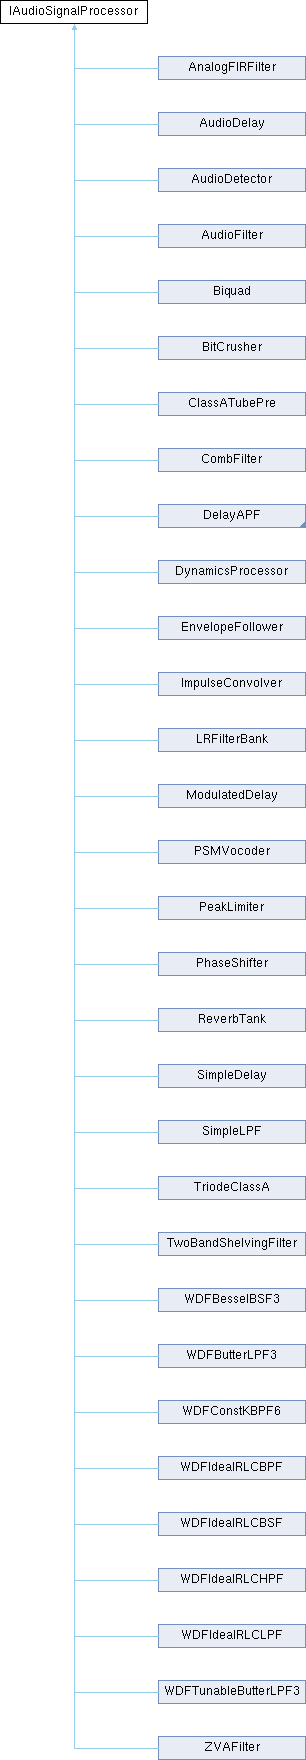 IAudioSignalProcessor
AnalogFIRFilter
AudioDelay
AudioDetector
AudioFilter
Biquad
BitCrusher
ClassATubePre
CombFilter
DelayAPF
DynamicsProcessor
EnvelopeFollower
ImpulseConvolver
LRFilterBank
ModulatedDelay
PSMVocoder
PeakLimiter
PhaseShifter
ReverbTank
SimpleDelay
SimpleLPF
TriodeClassA
TwoBandShelvingFilter
WDFBesselBSF3
WDFButterLPF3
WDFConstKBPF6
WDFIdealRLCBPF
WDFIdealRLCBSF
WDFIdealRLCHPF
WDFIdealRLCLPF
WDFTunableButterLPF3
ZVAFilter